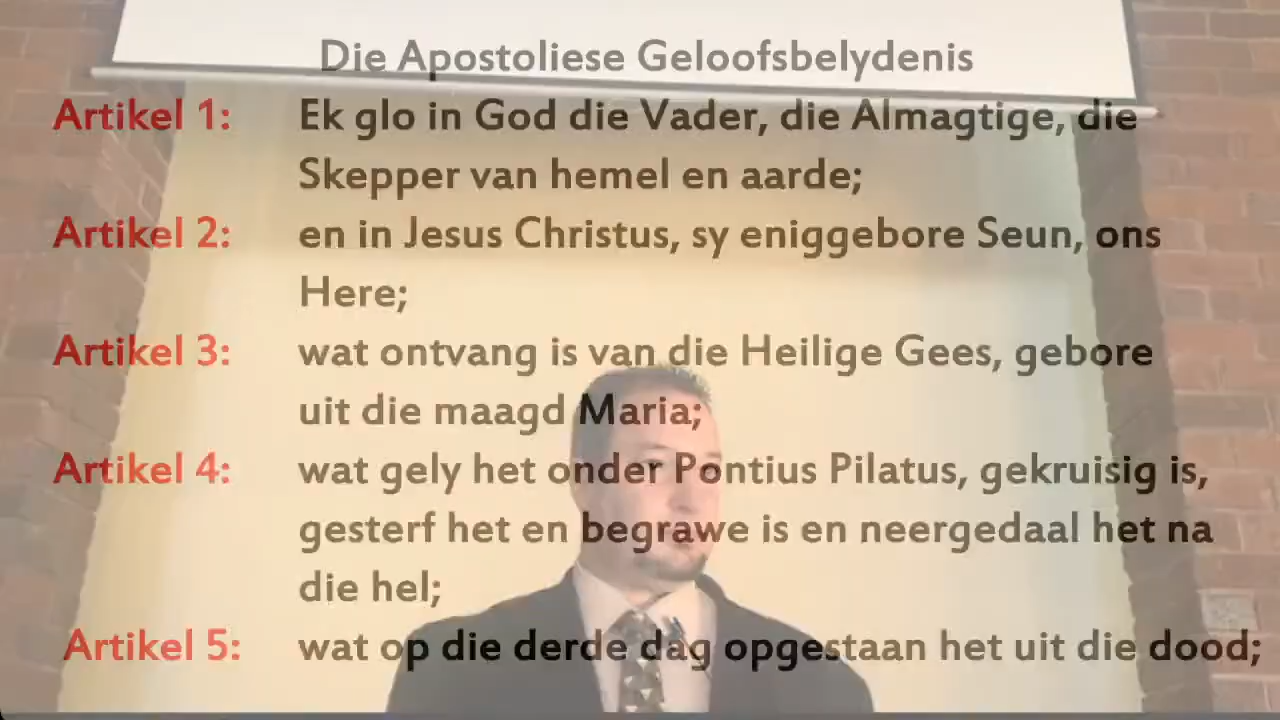 Die Apostoliese Geloofsbelydenis
Artikel 1: Ek glo in God die Vader, die Almagtige, die
Skepper van hemel en aarde;
Artikel 2: en in Jesus Christus, sy eniggebore Seun, ons
Here;
Artikel 3: wat ontvang is van die Heilige Gees, gebore
uit die maagd Maria;
Artikel 4: wat gely het onder Pontius Pilatus, gekruisig is,
gesterf het en begrawe is en neergedaal het na
die hel;
Artikel 5: wat op die derde dag opgestaan het uit die dood;